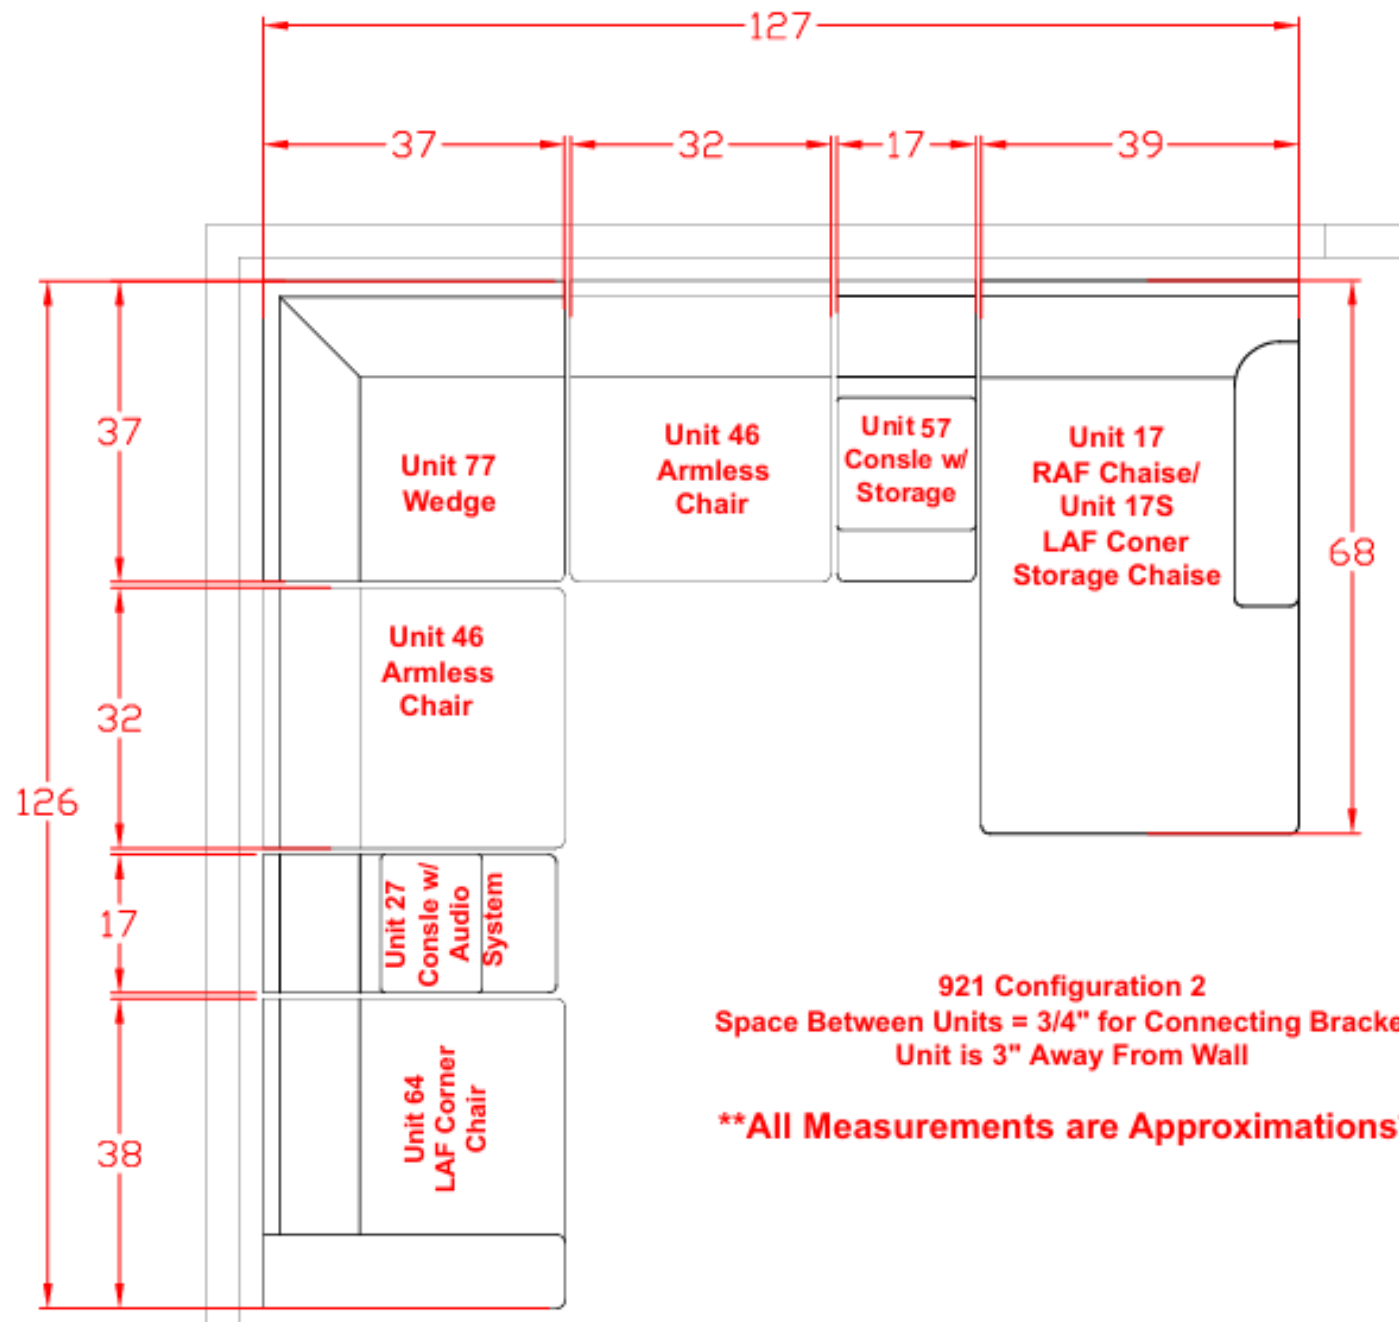 127
37
32
17
39
Unit 77
Wedge
Unit 46
Armless
Chair
Unit 57
Consle w/
Storage
Unit 17
RAF Chaise/
Unit 17S
LAF Coner
Storage Chaise
37
68
Unit 46
Armless
Chair
32
126
Unit 27
Consle w/
Audio
System
17
Unit 64
LAF Corner
Chair
38
921 Configuration 2
Space Between Units = 3/4" for Connecting Bracke
Unit is 3" Away From Wall
**All Measurements are Approximations*